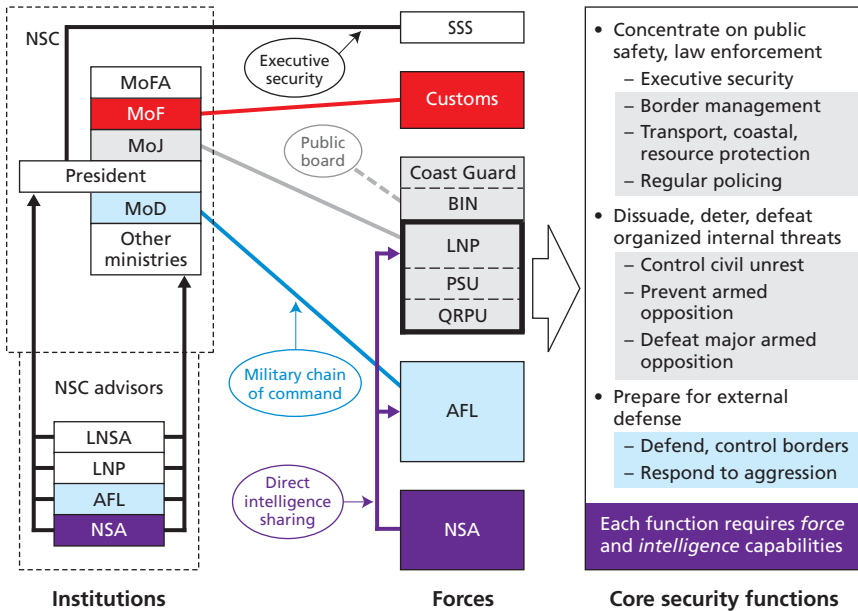 NSC
MoFA
MoF
MoJ
President
MoD
Other
ministries
NSC advisors
LNSA
LNP
AFL
NSA
Institutions
Executive
security
Public
board
Military chain
of command
Direct
intelligence
sharing
SSS
Customs
Coast Guard
BIN
LNP
PSU
QRPU
AFL
NSA
Forces
• Concentrate on public
safety, law enforcement
– Executive security
– Border management
– Transport, coastal,
resource protection
– Regular policing
• Dissuade, deter, defeat
organized internal threats
– Control civil unrest
– Prevent armed
opposition
– Defeat major armed
opposition
• Prepare for external
defense
– Defend, control borders
– Respond to aggression
Each function requires force
and intelligence capabilities
Core security functions